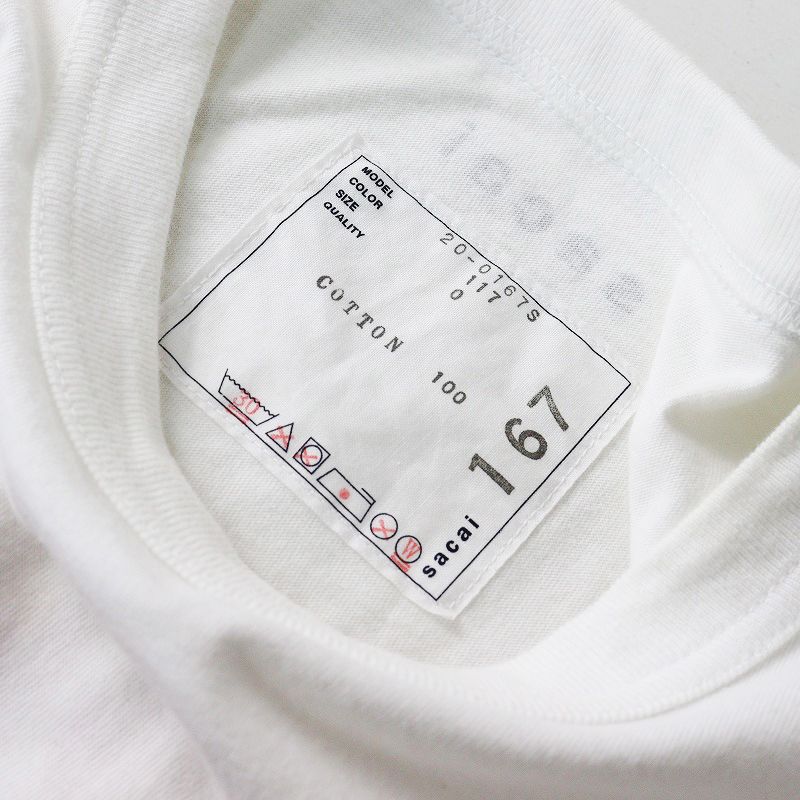 MODEL
COLOR
SIZE
QUALITY
20-0167S
117
0
COTTON 100
30
W
167
sacai